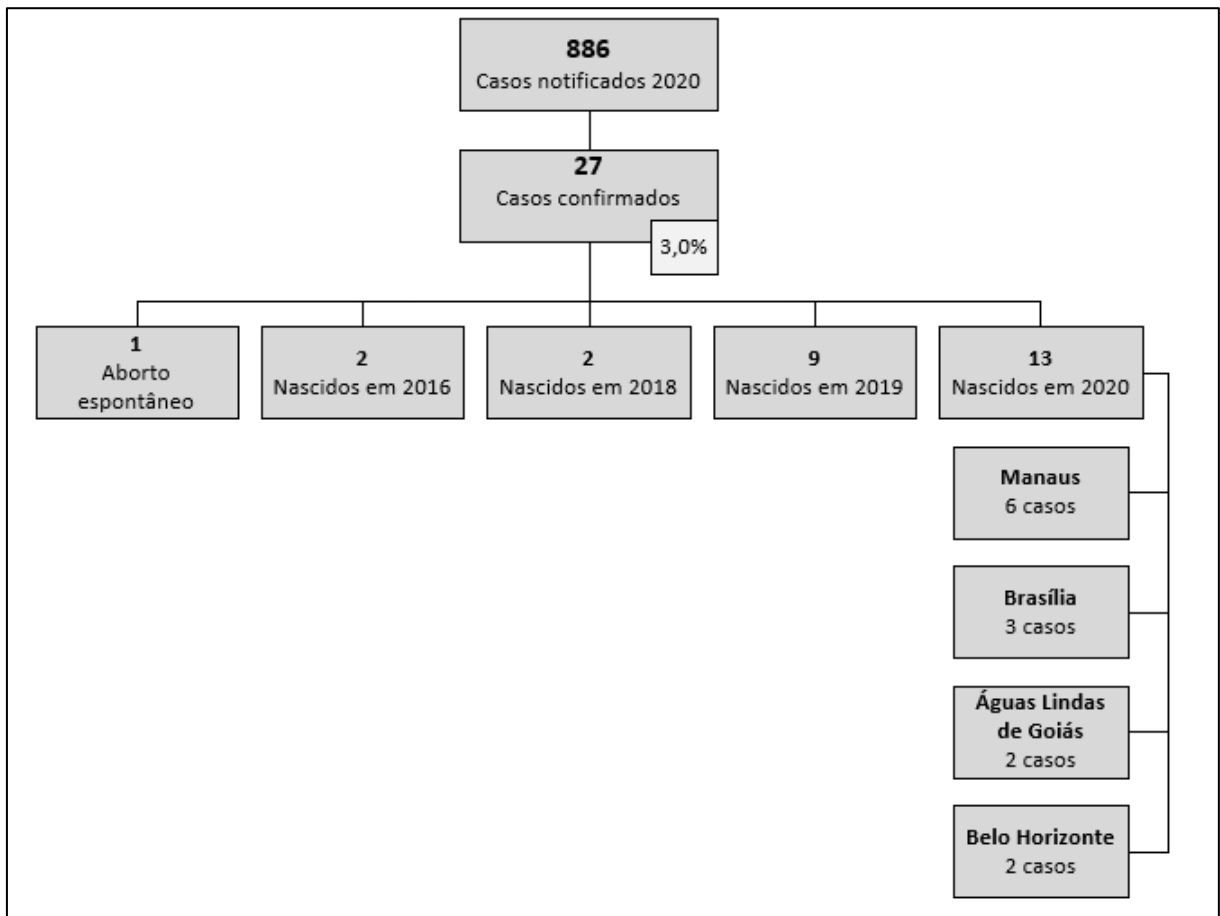 886
Casos notificados 2020
27
Casos confirmados
3,0%
1
Aborto
espontâneo
2
Nascidos em 2016
2
Nascidos em 2018
9
Nascidos em 2019
13
Nascidos em 2020
Manaus
6 casos
Brasília
3 casos
Águas Lindas
de Goiás
2 casos
Belo Horizonte
2 casos